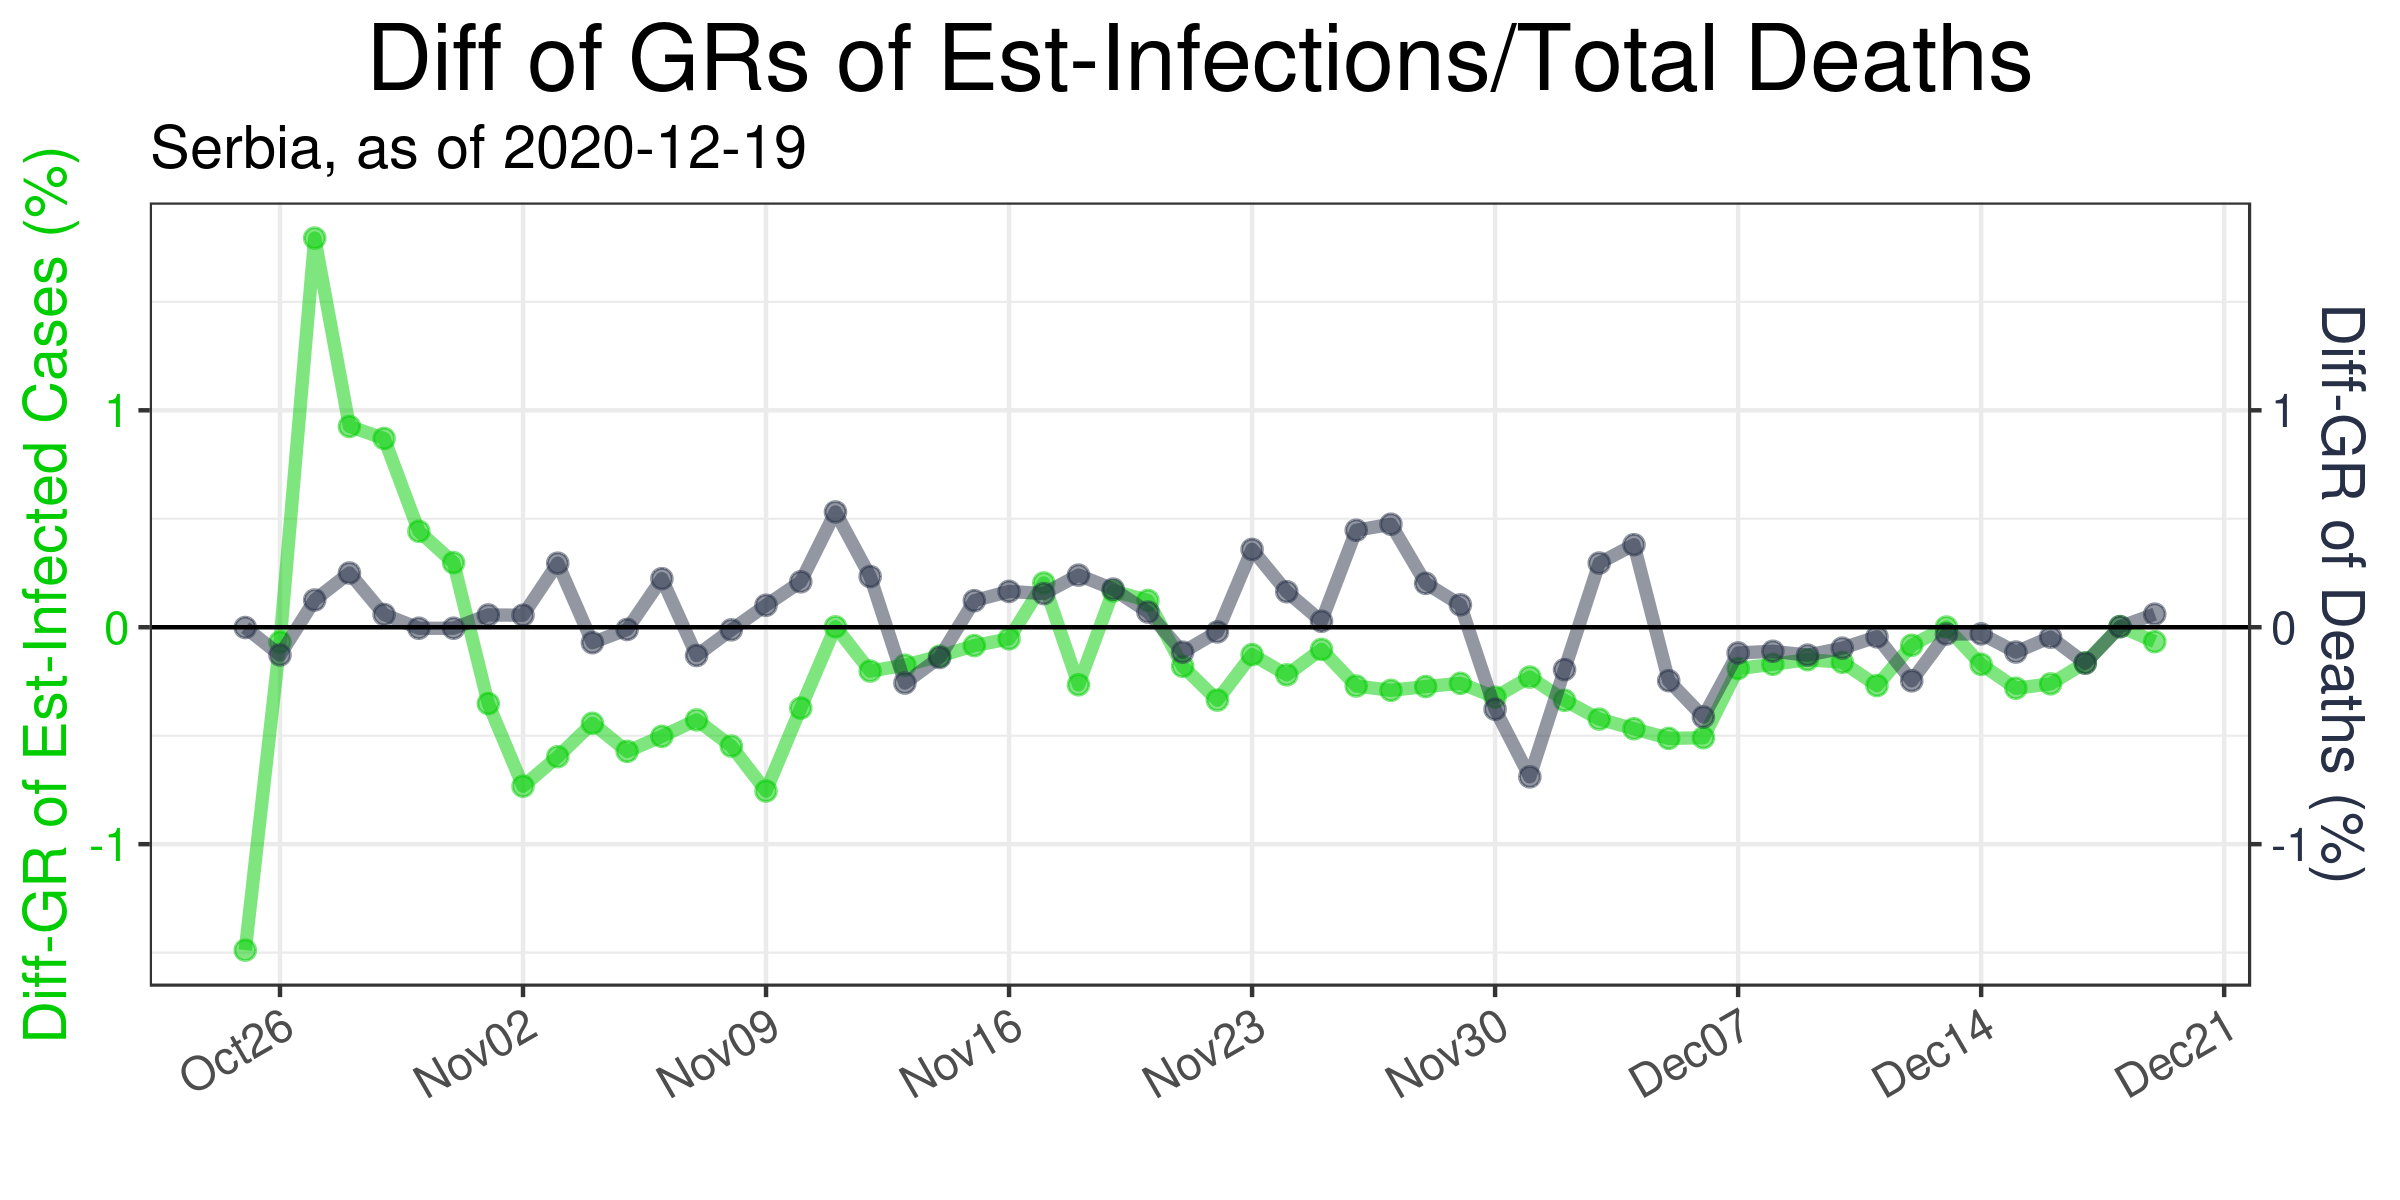 Diff of GRs of Est-Infections/Total Deaths
Serbia, as of 2020-12-19
Diff-GR of Est-Infected Cases (%)
1
0
-1
1
0
-1
Diff-GR of Deaths (%)
Oct26
Nov02
Nov09
Nov16
Nov23
Nov30
Dec07
Dec14
Dec21